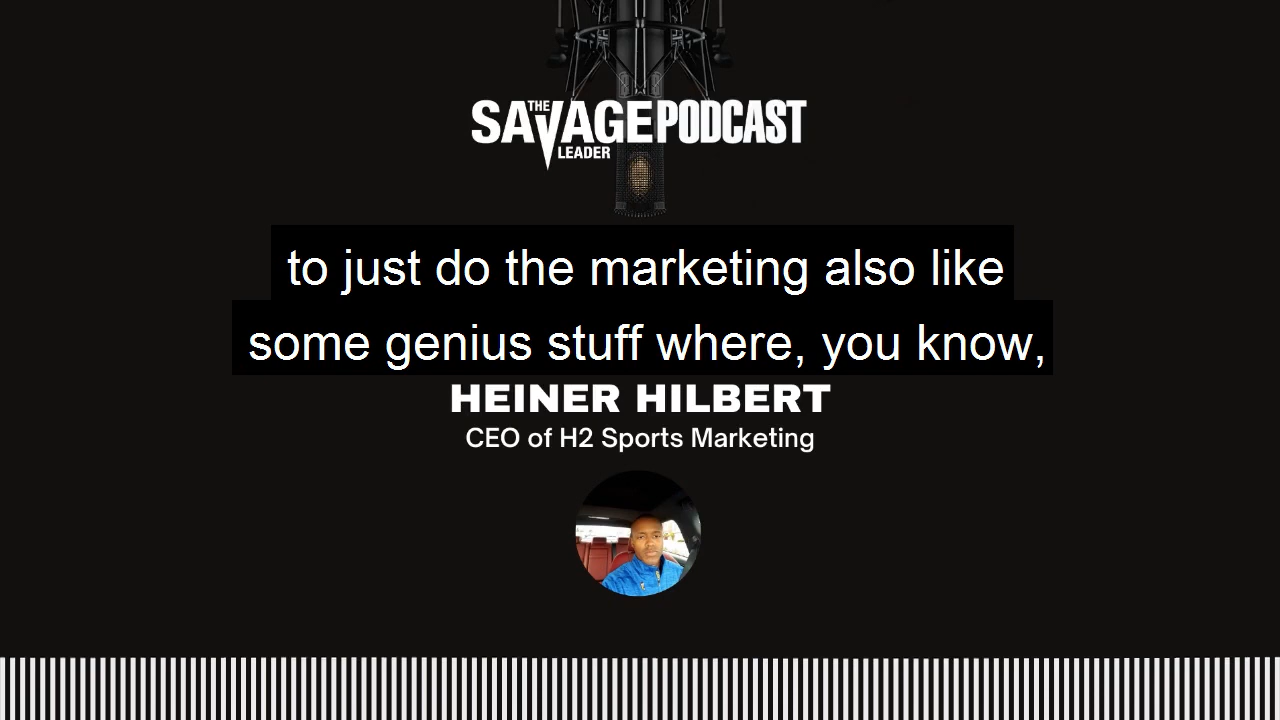 THE SAVAGE LEADER PODCAST
to just do the marketing also like
some genius stuff where, you know,
HEINER HILBERT
CEO of H2 Sports Marketing